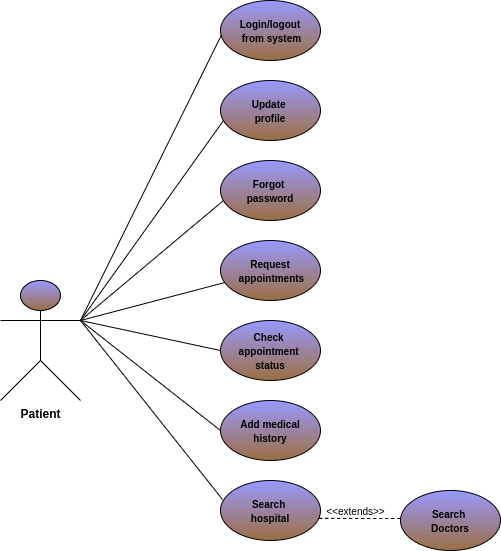 Login/logout
from system
Update
profile
Forgot
password
Request
appointments
Check
appointment
status
Patient
Add medical
history
Search
hospital
<<extends>>
Search
Doctors